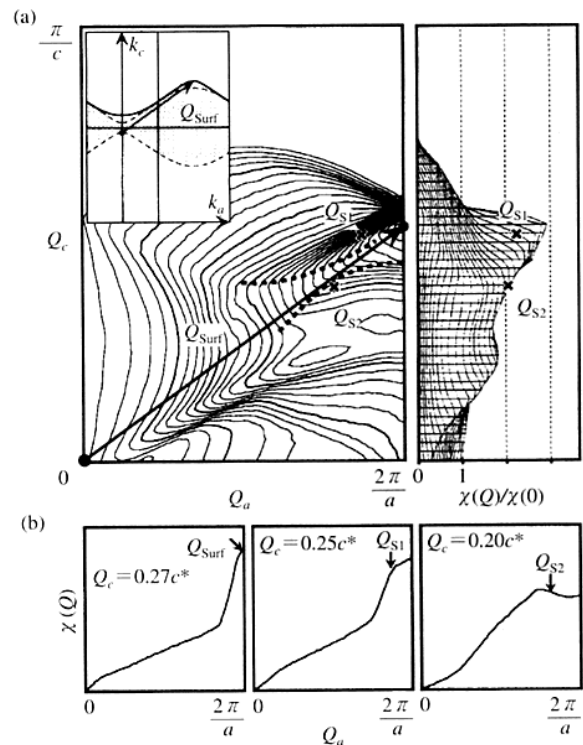 (a)
π/c
k_c
Q_Surf
k_a
Q_c
Q_S1
Q_S2
Q_Surf
Q_S1
Q_S2
0
Q_a
2π/a
0
1
χ(Q)/χ(0)
(b)
χ(Q)
Q_Surf
Q_c = 0.27c*
Q_c = 0.25c*
Q_S1
Q_c = 0.20c*
Q_S2
0
2π/a
0
2π/a
0
2π/a
Q_a